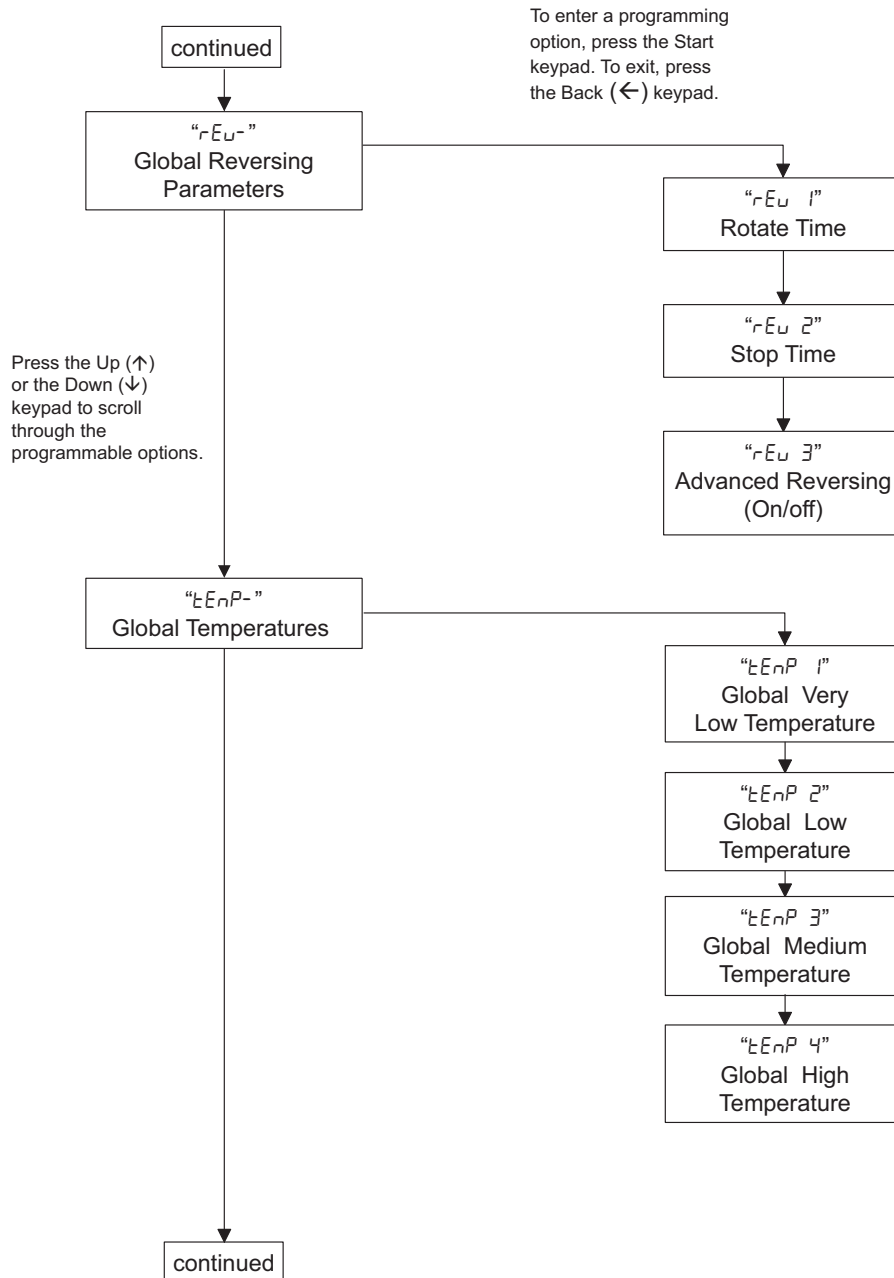 continued
To enter a programming
option, press the Start
keypad. To exit, press
the Back (←) keypad.
“rEu-”
Global Reversing
Parameters
“rEu 1”
Rotate Time
“rEu 2”
Stop Time
Press the Up (↑)
or the Down (↓)
keypad to scroll
through the
programmable options.
“rEu 3”
Advanced Reversing
(On/off)
“tEnP-”
Global Temperatures
“tEnP 1”
Global Very
Low Temperature
“tEnP 2”
Global Low
Temperature
“tEnP 3”
Global Medium
Temperature
“tEnP 4”
Global High
Temperature
continued